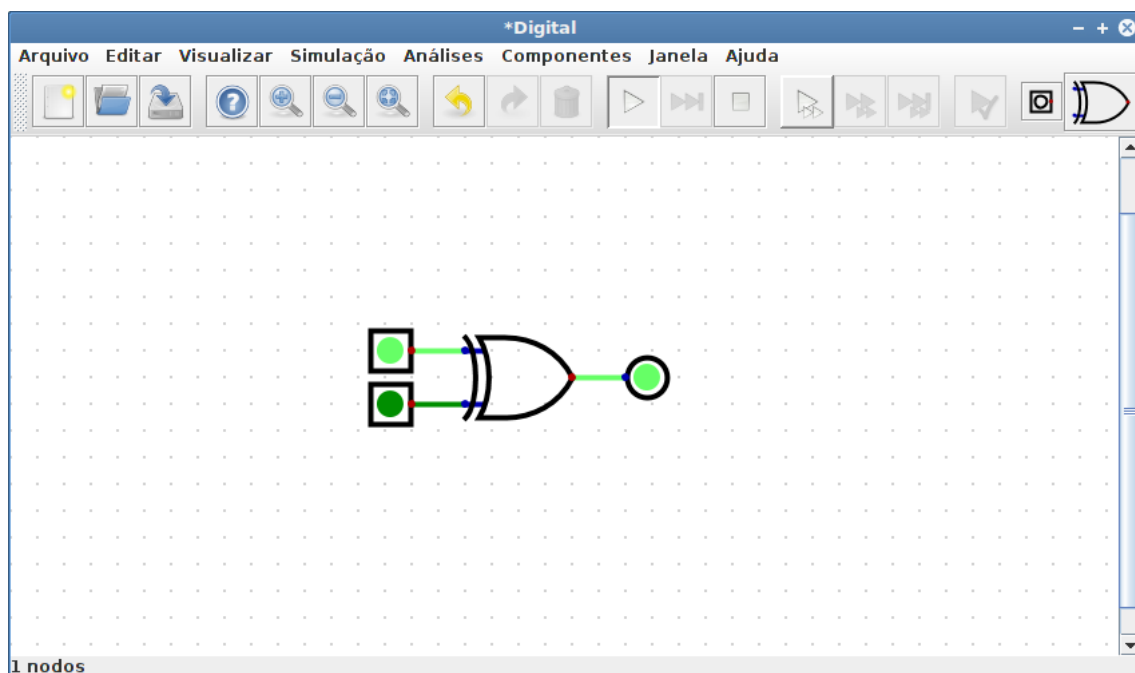 *Digital
Arquivo Editar Visualizar Simulação Análises Componentes Janela Ajuda
1 nodos